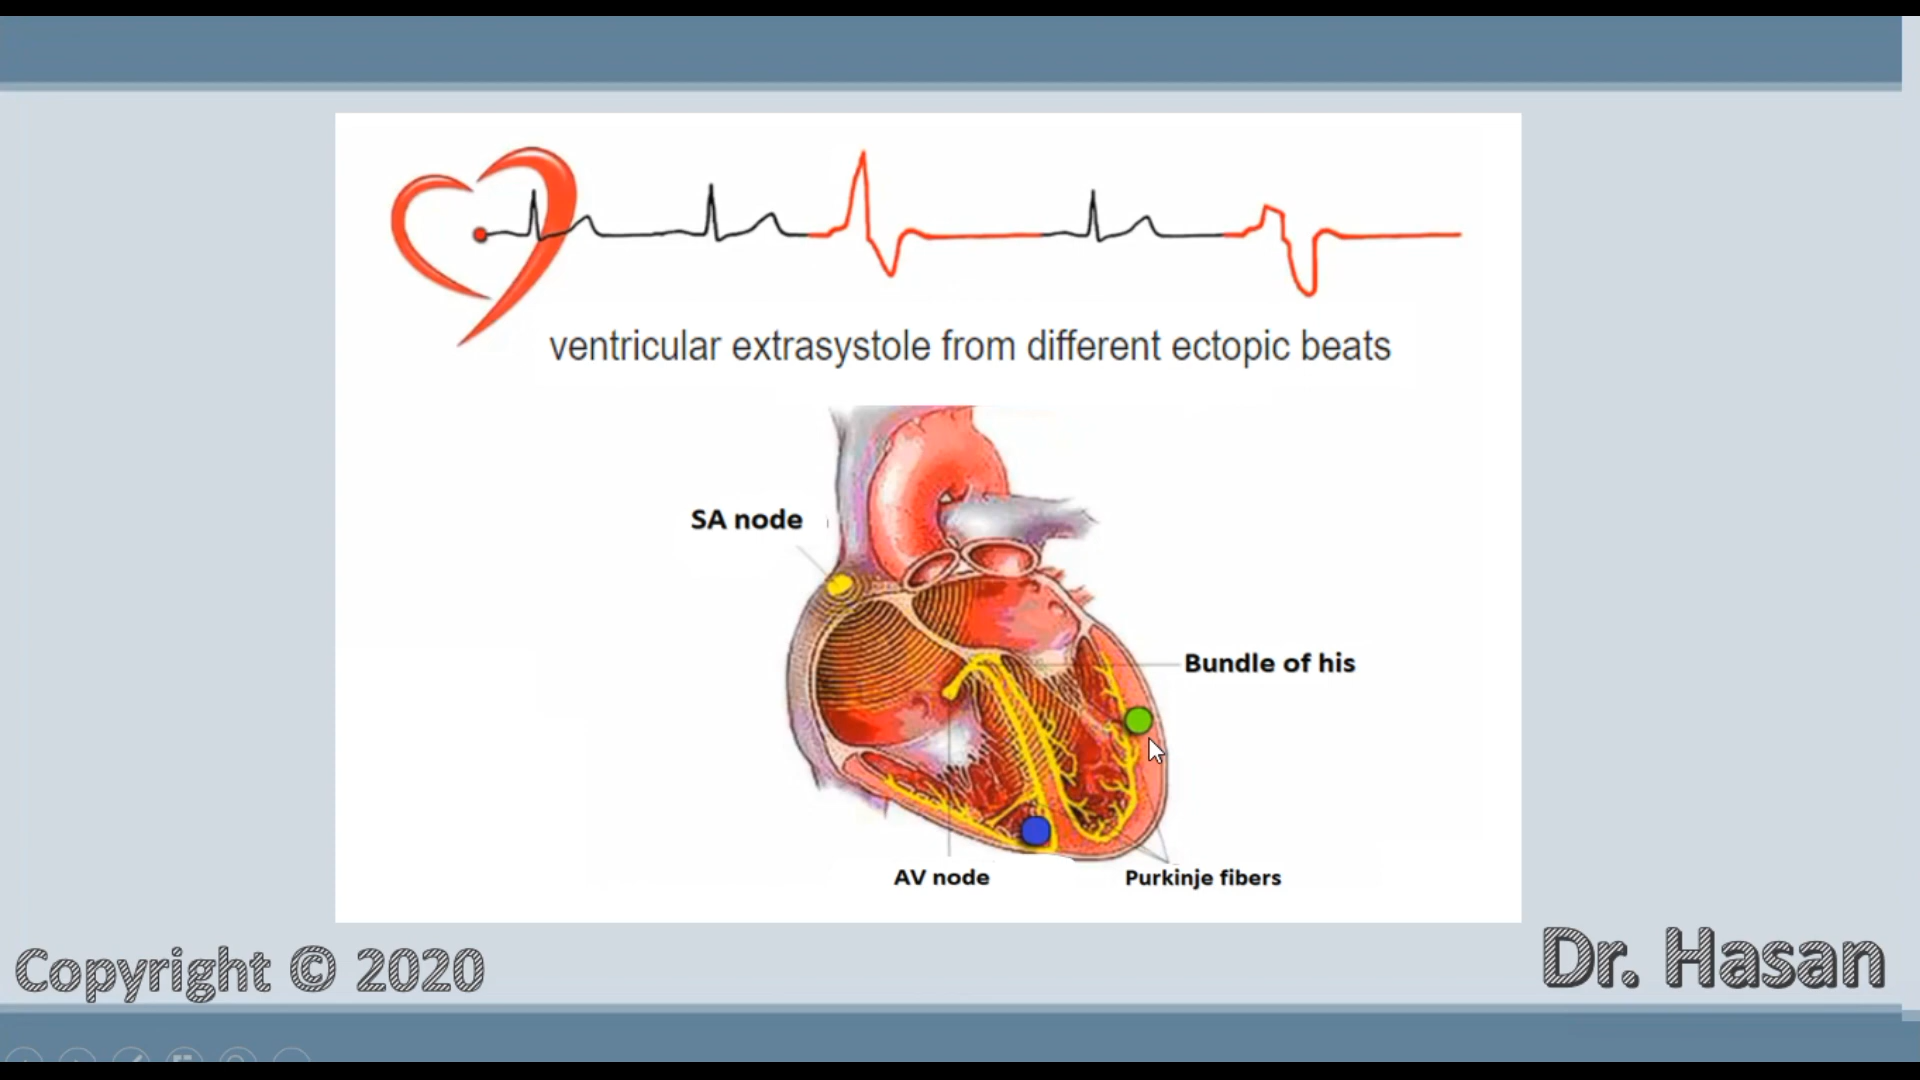 ventricular extrasystole from different ectopic beats
SA node
Bundle of his
AV node
Purkinje fibers
Copyright © 2020
Dr. Hasan